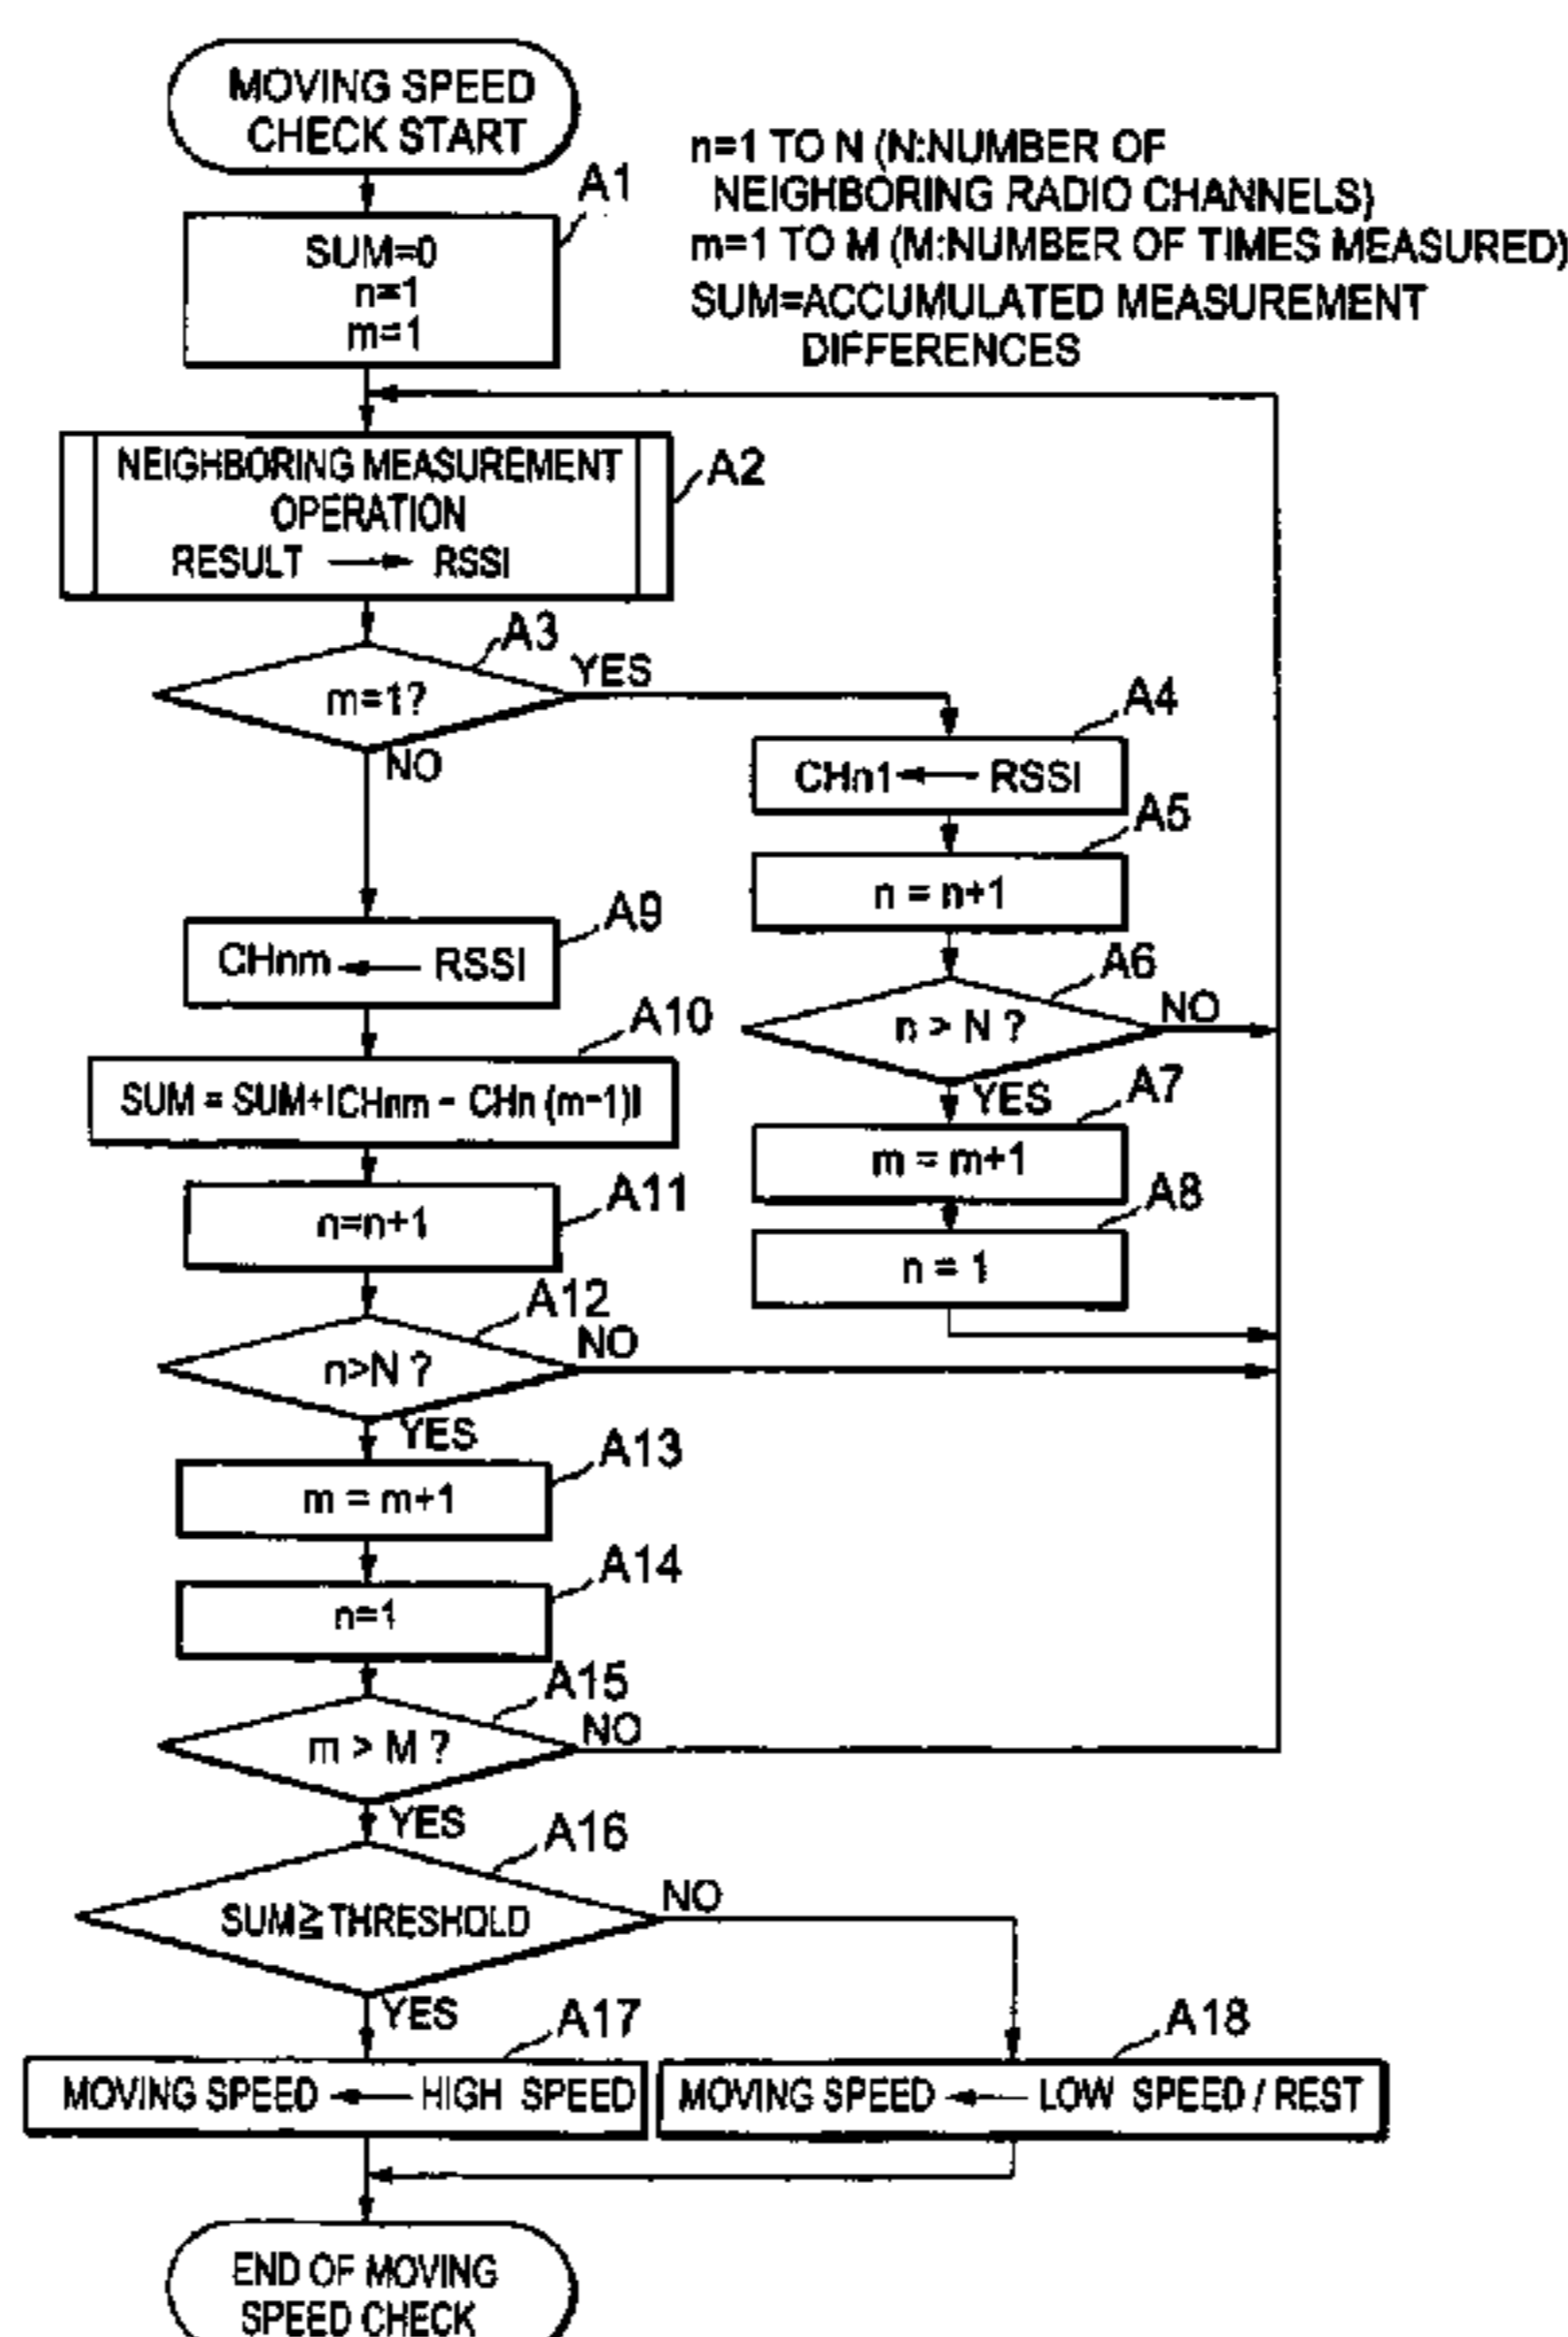 MOVING SPEED
CHECK START
n=1 TO N (N:NUMBER OF
NEIGHBORING RADIO CHANNELS)
m=1 TO M (M:NUMBER OF TIMES MEASURED)
SUM=ACCUMULATED MEASUREMENT
DIFFERENCES
A1
SUM=0
n=1
m=1
A2
NEIGHBORING MEASUREMENT
OPERATION
RESULT → RSSI
A3
m=1?
YES
NO
A4
CHn1 ← RSSI
A5
n = n+1
A6
n > N ?
NO
YES
A7
m = m+1
A8
n = 1
A9
CHnm ← RSSI
A10
SUM = SUM+|CHnm - CHn (m-1)|
A11
n=n+1
A12
n>N ?
NO
YES
A13
m = m+1
A14
n=1
A15
m > M ?
NO
YES
A16
SUM≧THRESHOLD
NO
YES
A17
MOVING SPEED ← HIGH SPEED
A18
MOVING SPEED ← LOW SPEED / REST
END OF MOVING
SPEED CHECK